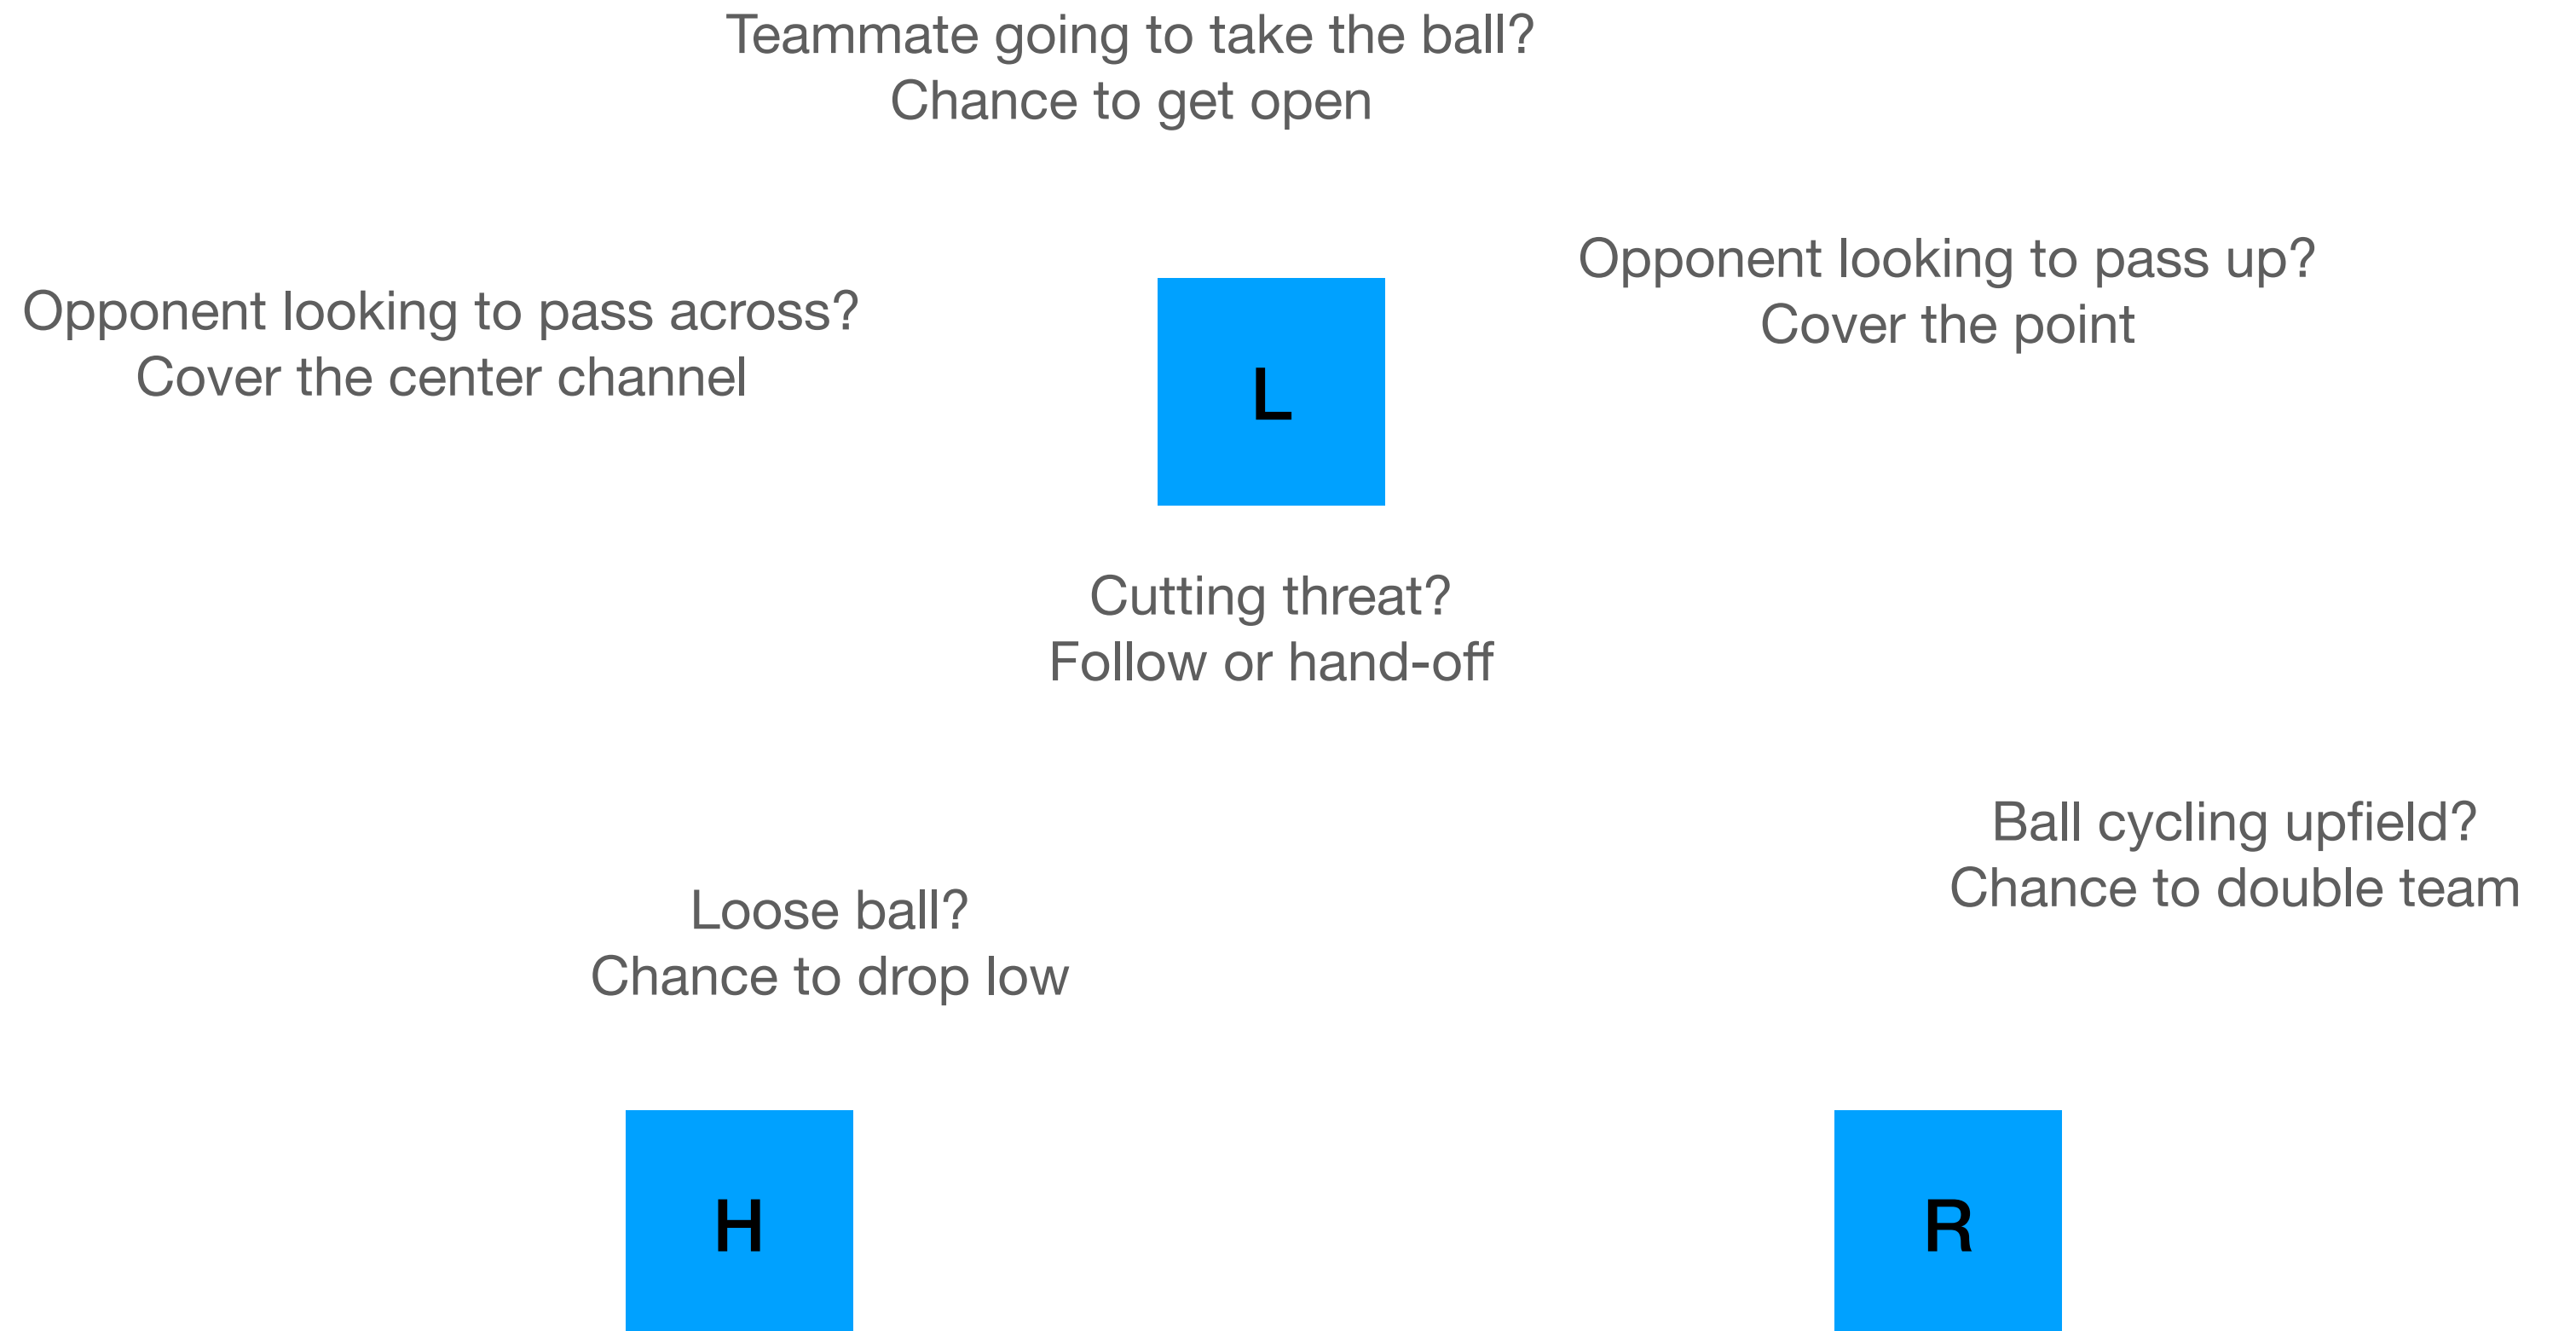 Teammate going to take the ball?
Chance to get open
Opponent looking to pass across?
Cover the center channel
Opponent looking to pass up?
Cover the point
L
Cutting threat?
Follow or hand-off
Ball cycling upfield?
Chance to double team
Loose ball?
Chance to drop low
H
R